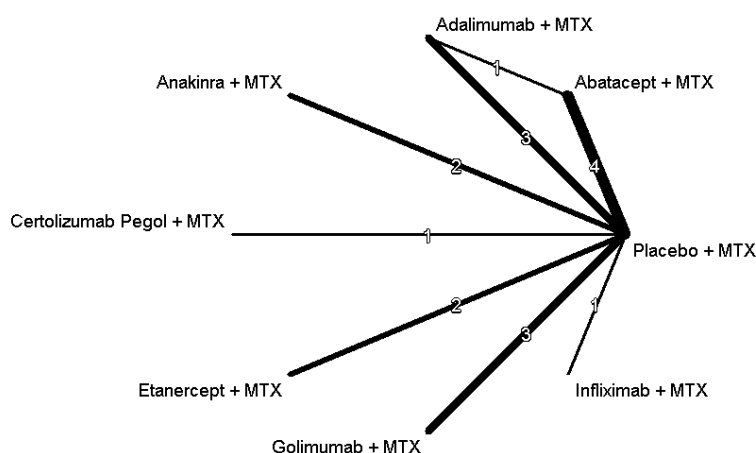 Adalimumab + MTX
1
Anakinra + MTX
Abatacept + MTX
3
2
4
Certolizumab Pegol + MTX
1
Placebo + MTX
2
1
3
Etanercept + MTX
Infliximab + MTX
Golimumab + MTX